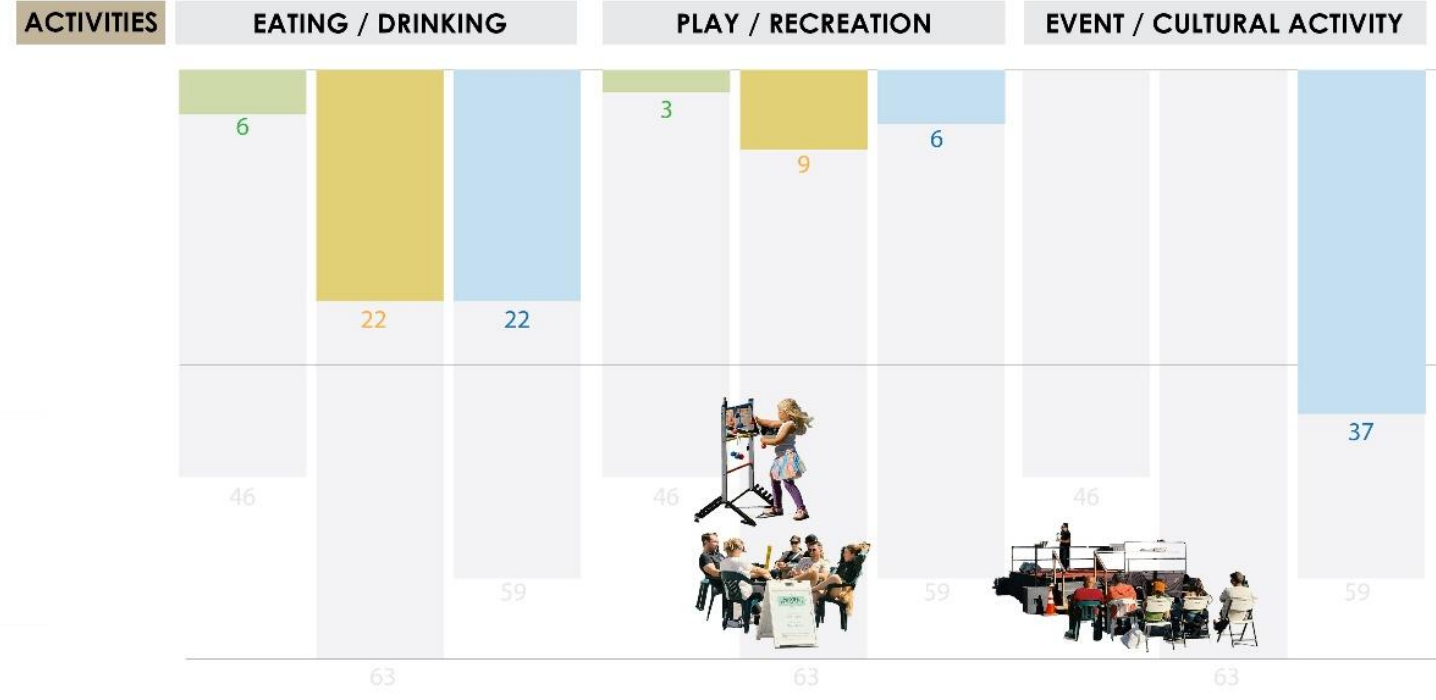 ACTIVITIES EATING / DRINKING PLAY / RECREATION EVENT / CULTURAL ACTIVITY
6 3 6
9
22 22
37
46 46 46
59 59 59
63 63 63